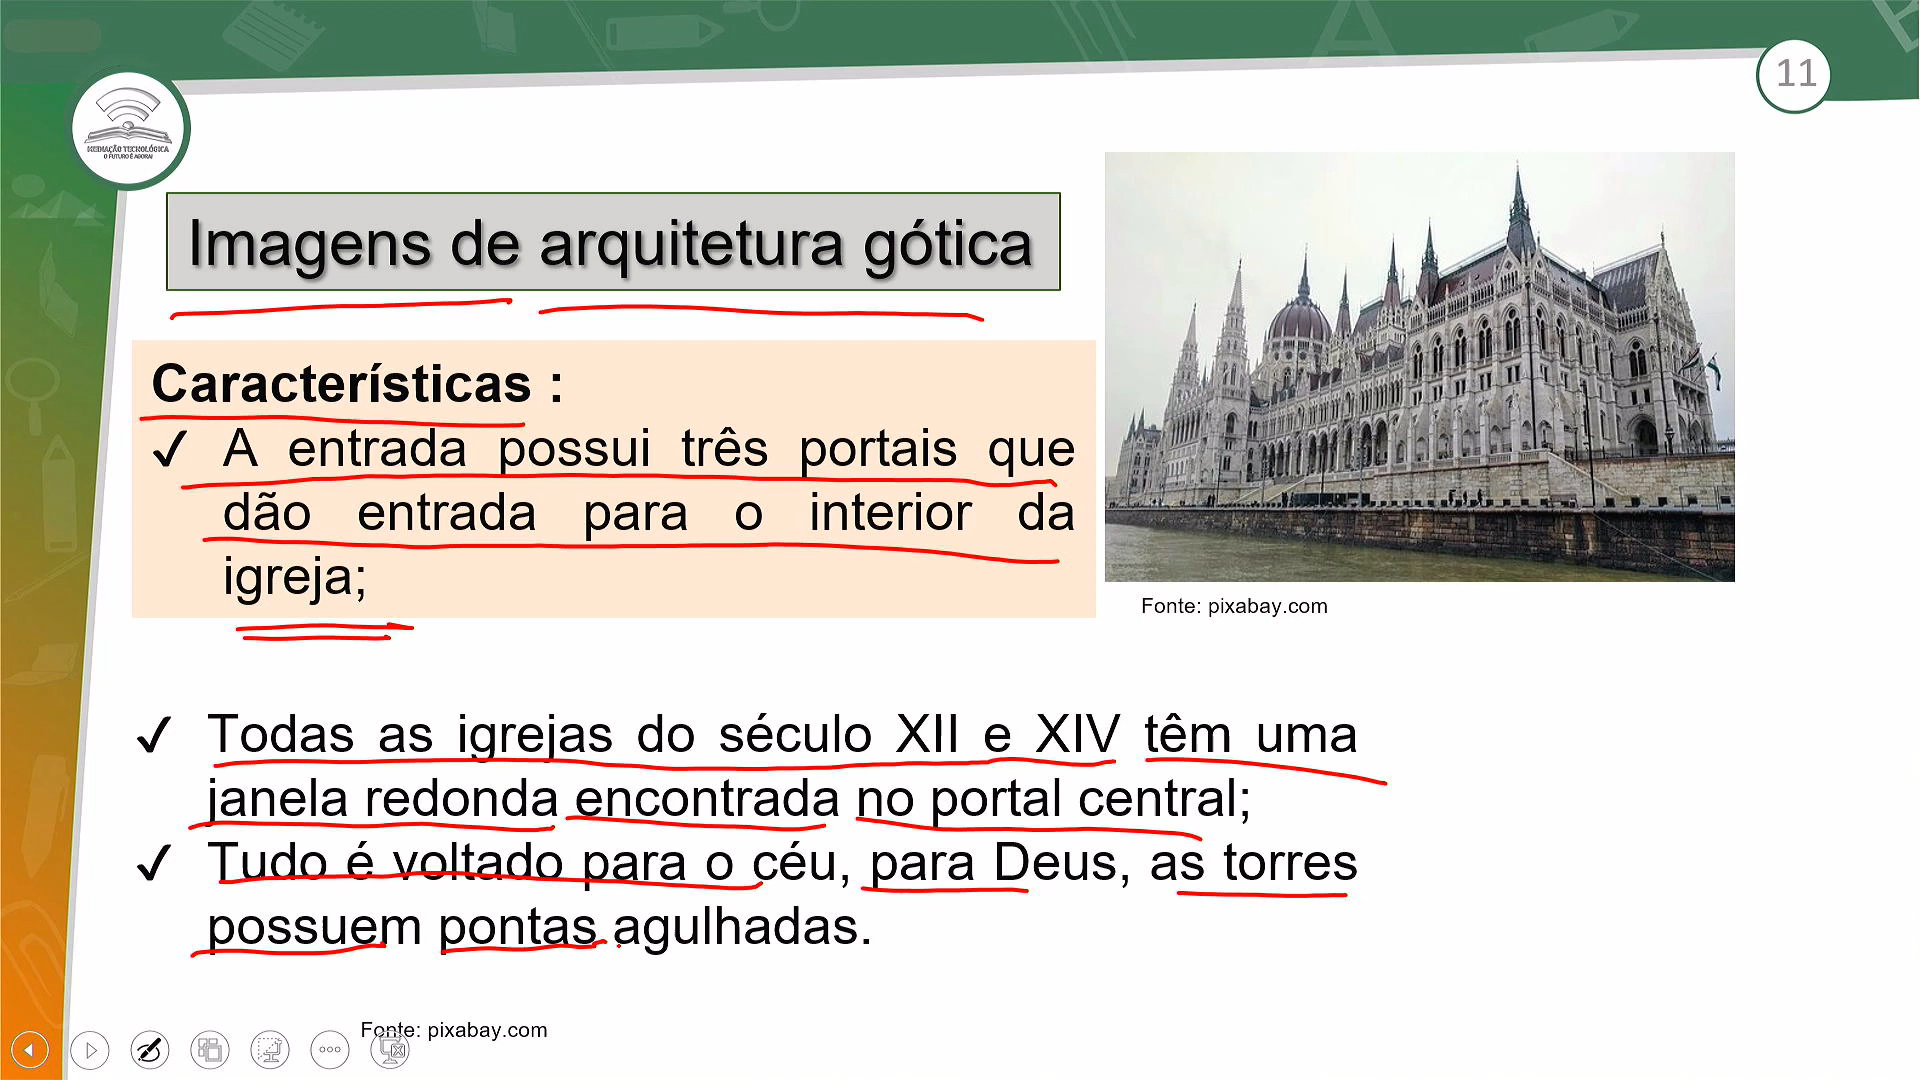 11
MEDIAÇÃO TECNOLÓGICA
O FUTURO É AGORA!
Imagens de arquitetura gótica
Características :
✓ A entrada possui três portais que
dão entrada para o interior da
igreja;
Fonte: pixabay.com
✓ Todas as igrejas do século XII e XIV têm uma
janela redonda encontrada no portal central;
✓ Tudo é voltado para o céu, para Deus, as torres
possuem pontas agulhadas.
Fonte: pixabay.com